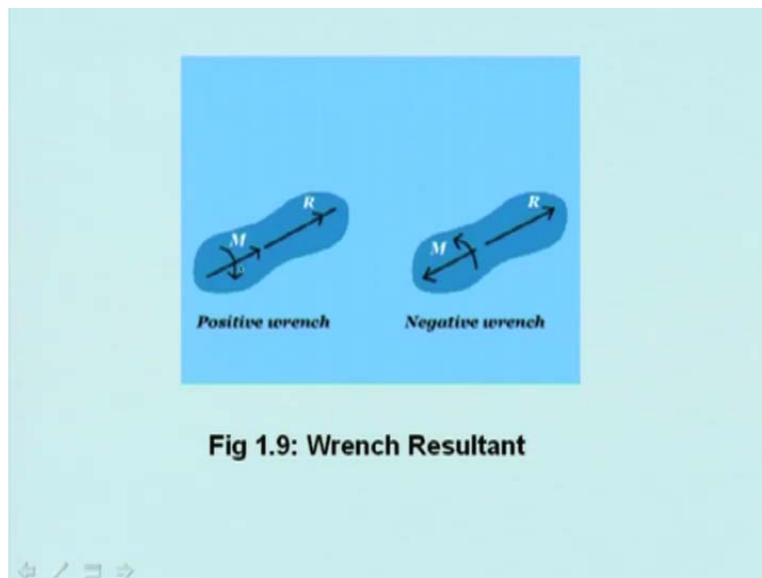 R
M
R
M
Positive wrench
Negative wrench
Fig 1.9: Wrench Resultant